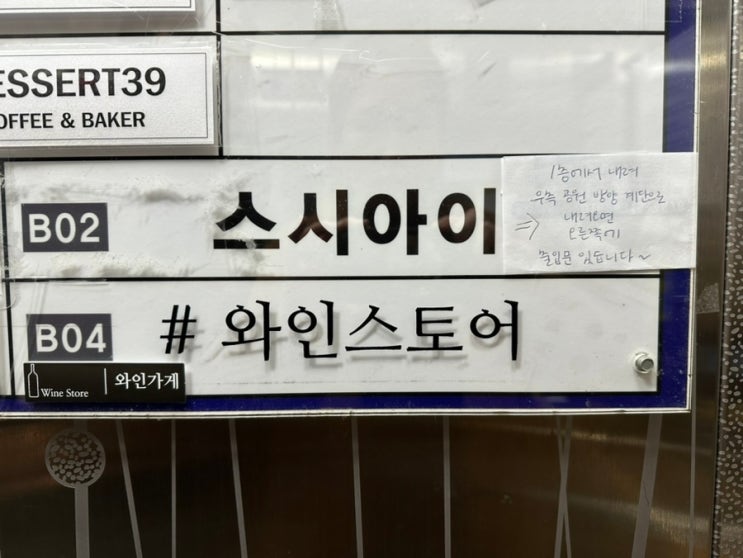 ESSERT39
OFFEE & BAKER
B02 스시아이
1층에서 내려
우측 공원 방향 계단으로
⇒ 내려오면
오른쪽에
출입문 있습니다~
B04 # 와인스토어
Wine Store | 와인가게